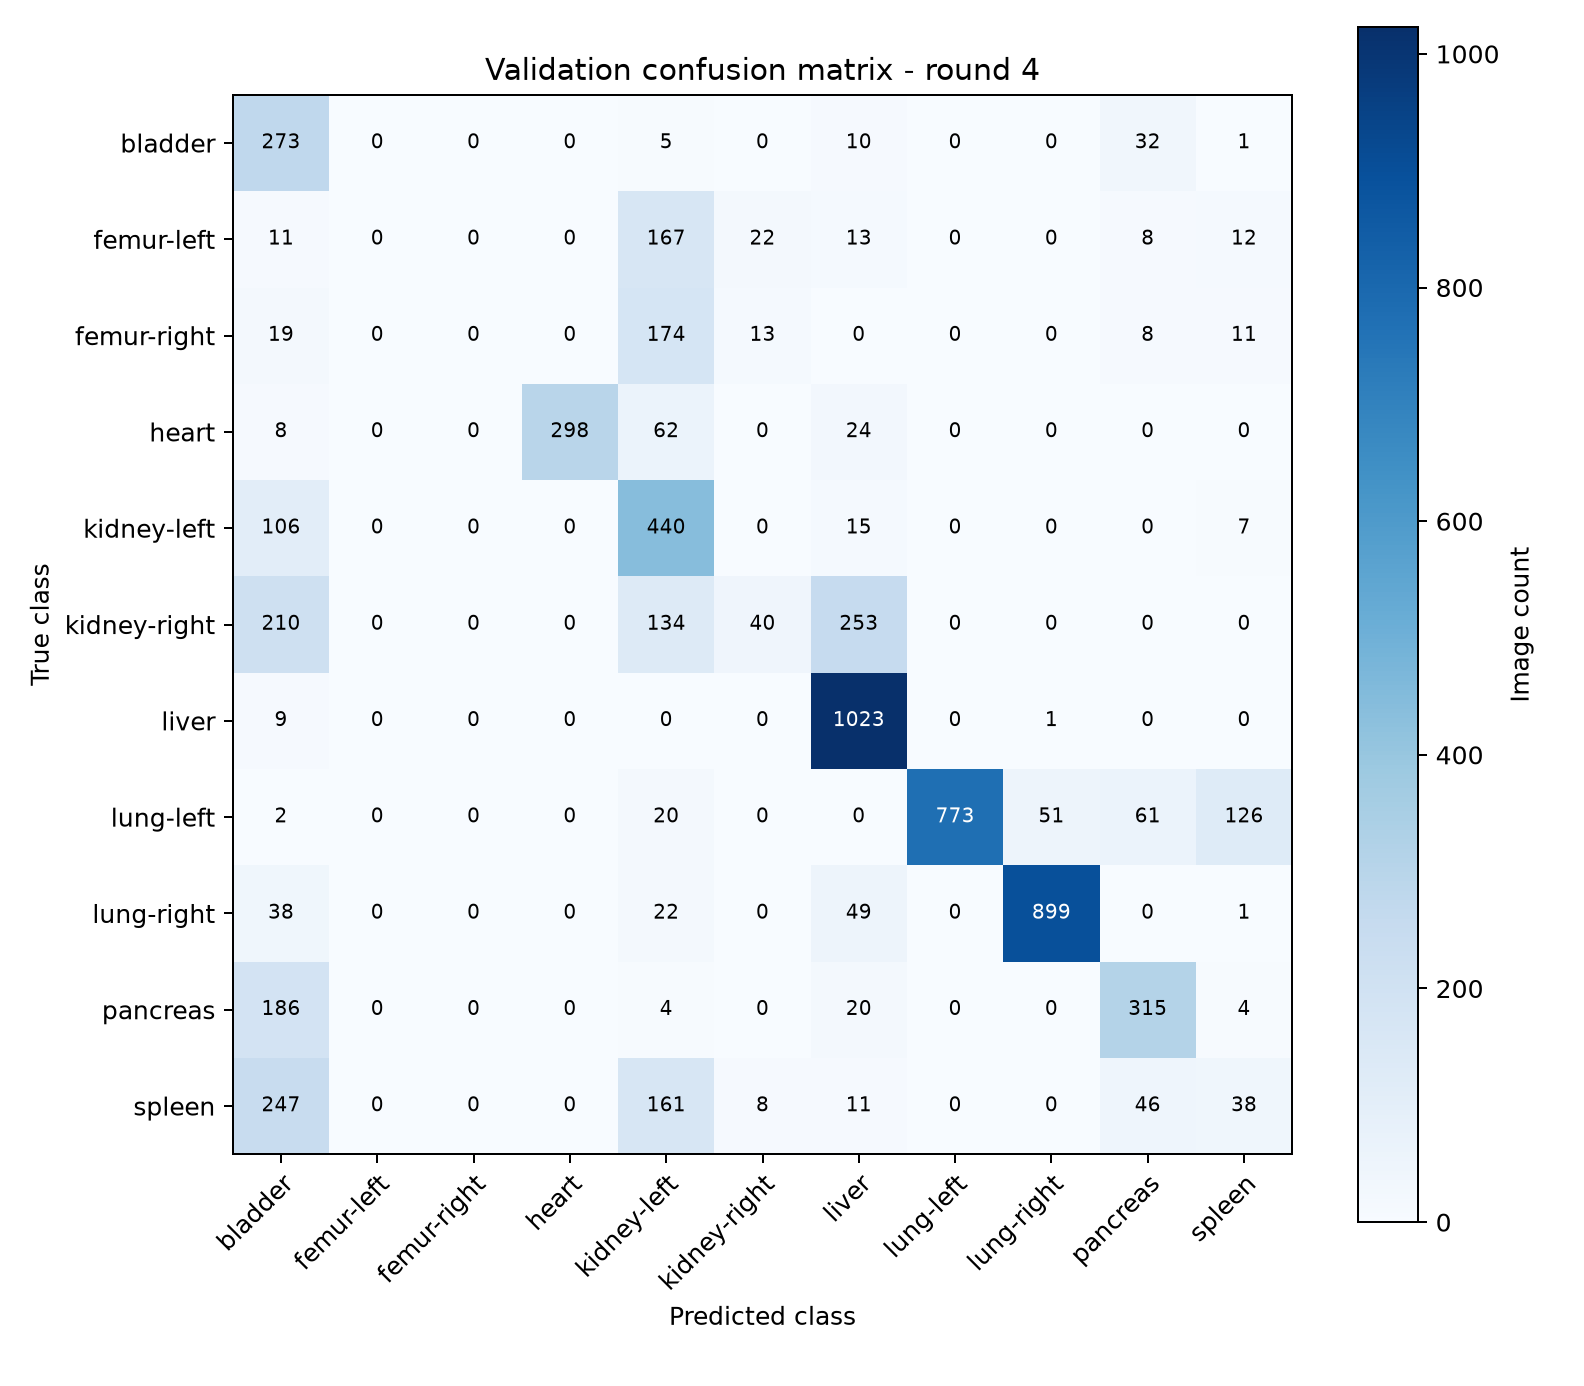 Validation confusion matrix - round 4
bladder 273 0 0 0 5 0 10 0 0 32 1
femur-left 11 0 0 0 167 22 13 0 0 8 12
femur-right 19 0 0 0 174 13 0 0 0 8 11
heart 8 0 0 298 62 0 24 0 0 0 0
kidney-left 106 0 0 0 440 0 15 0 0 0 7
kidney-right 210 0 0 0 134 40 253 0 0 0 0
liver 9 0 0 0 0 0 1023 0 1 0 0
lung-left 2 0 0 0 20 0 0 773 51 61 126
lung-right 38 0 0 0 22 0 49 0 899 0 1
pancreas 186 0 0 0 4 0 20 0 0 315 4
spleen 247 0 0 0 161 8 11 0 0 46 38
bladder femur-left femur-right heart kidney-left kidney-right liver lung-left lung-right pancreas spleen
Predicted class
True class
1000
800
600
400
200
0
Image count